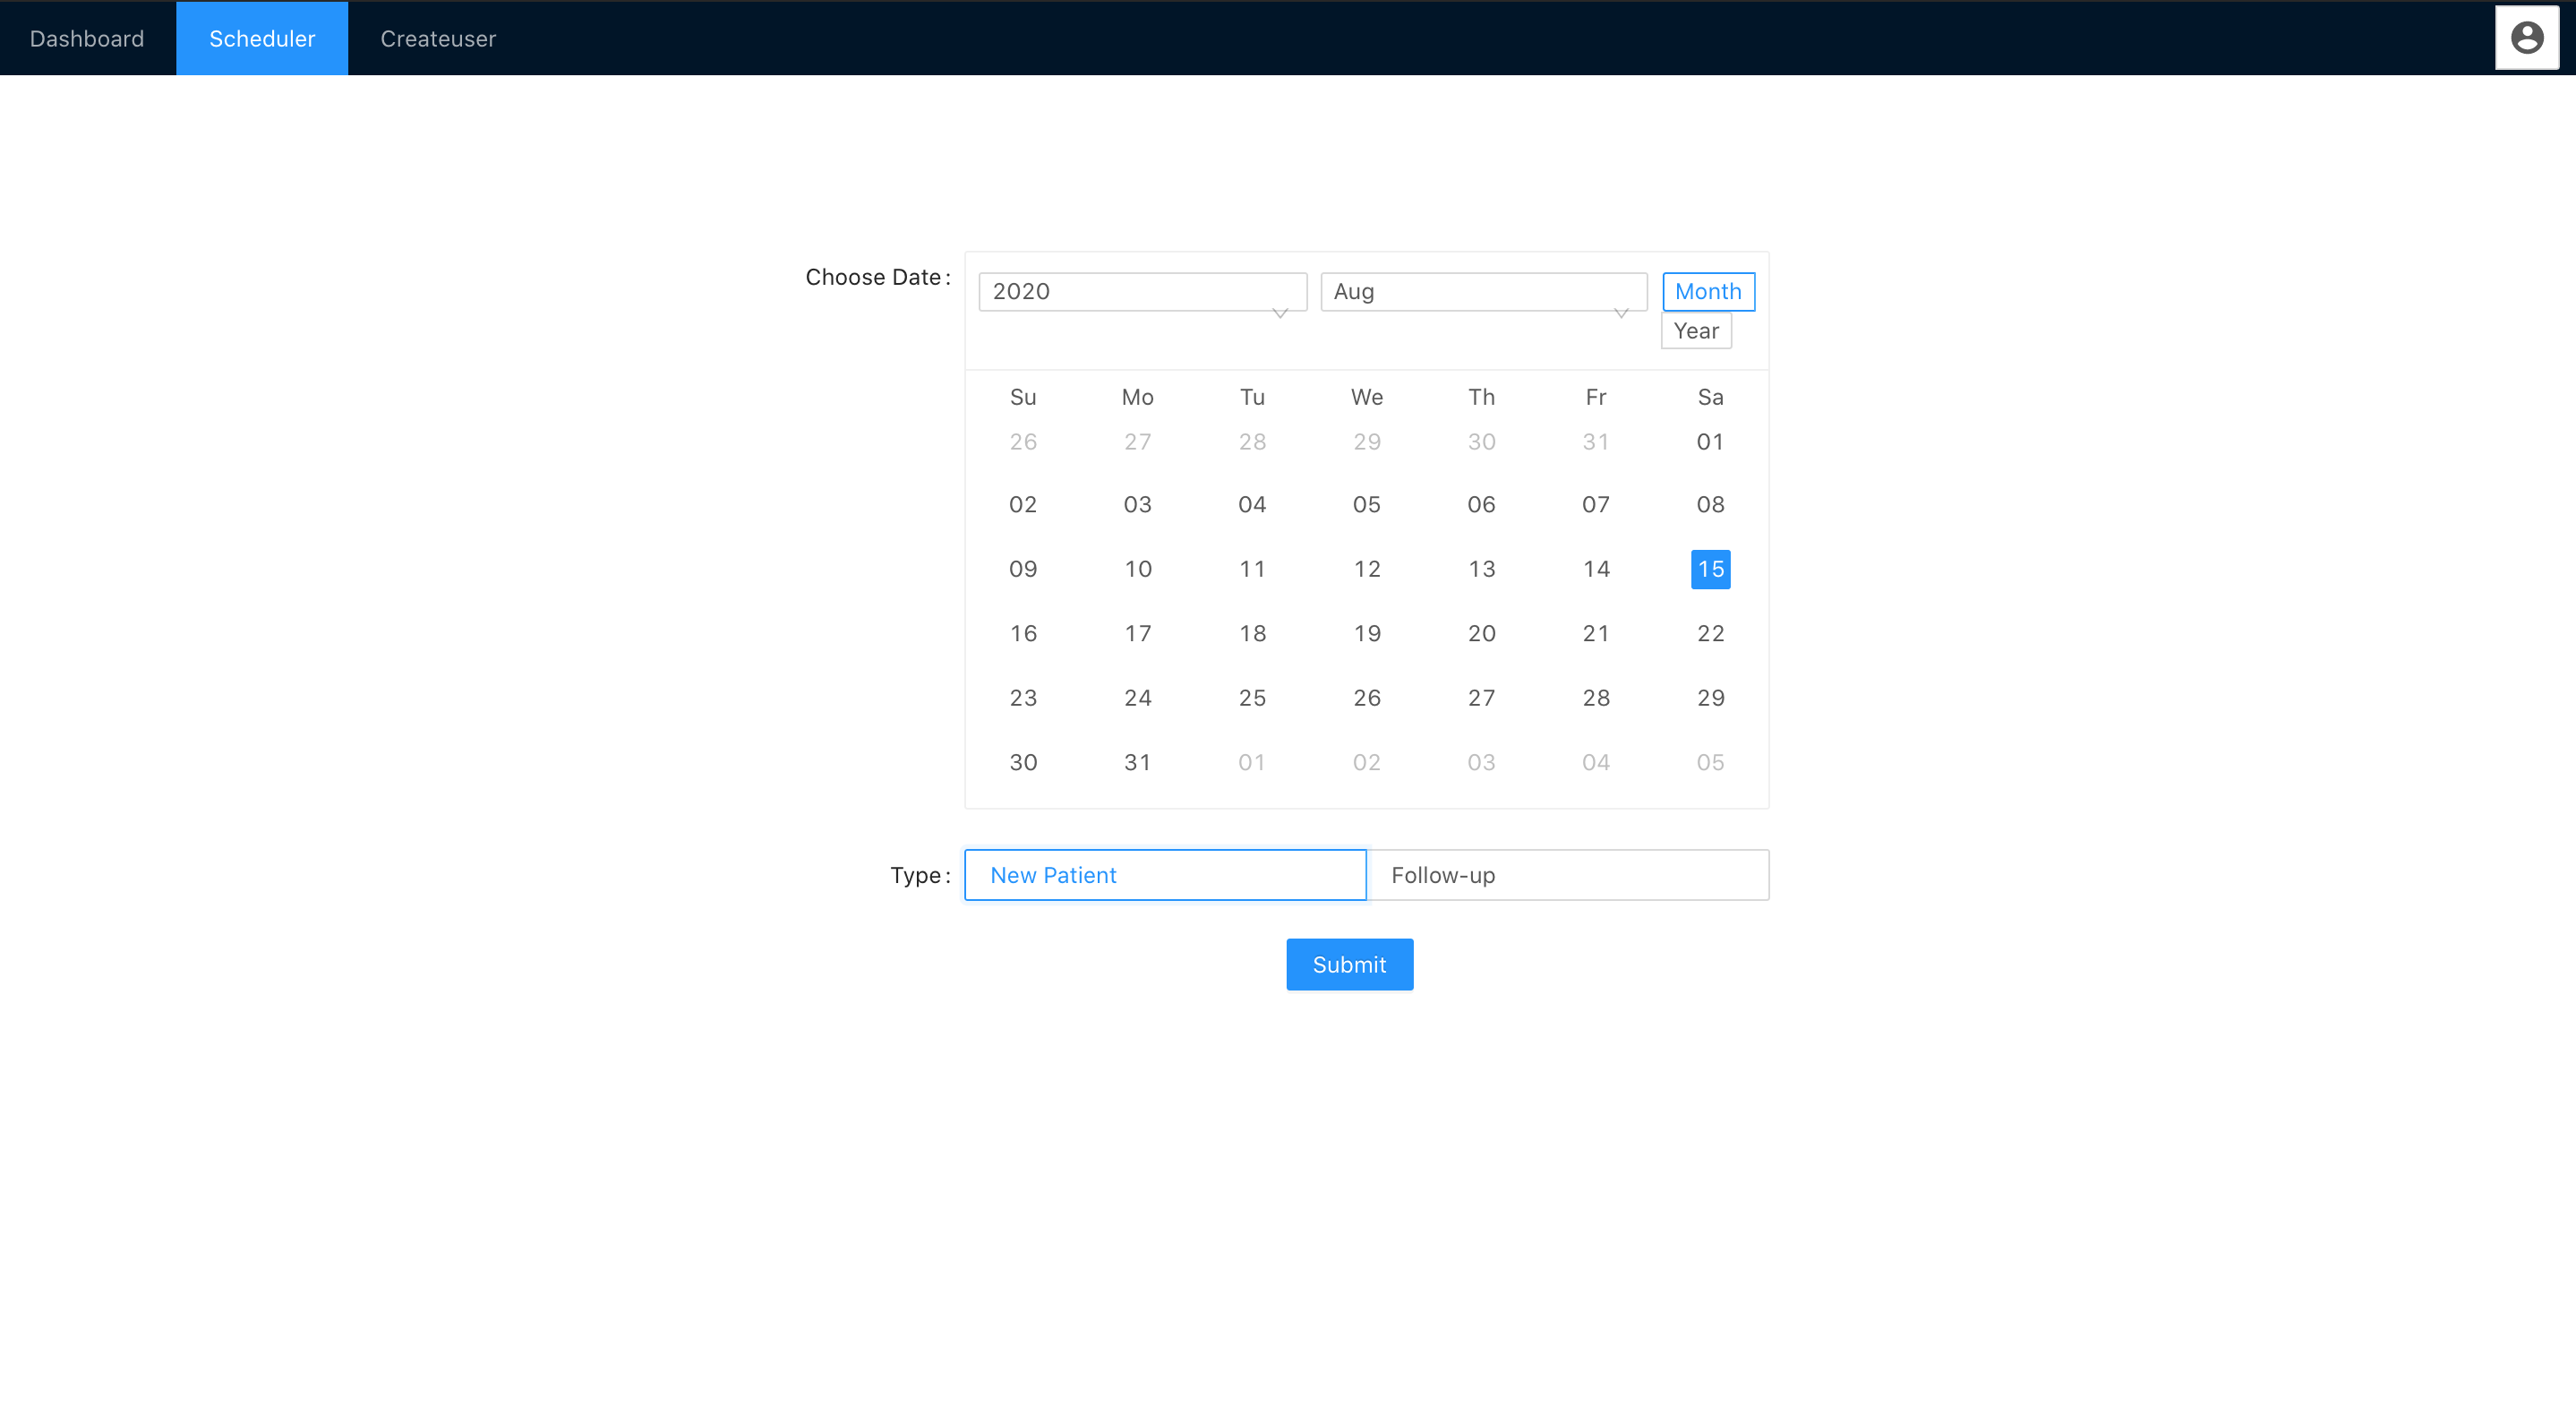 Dashboard Scheduler Createuser
Choose Date : 2020 Aug Month
Year
Su Mo Tu We Th Fr Sa
26 27 28 29 30 31 01
02 03 04 05 06 07 08
09 10 11 12 13 14 15
16 17 18 19 20 21 22
23 24 25 26 27 28 29
30 31 01 02 03 04 05
Type : New Patient Follow-up
Submit